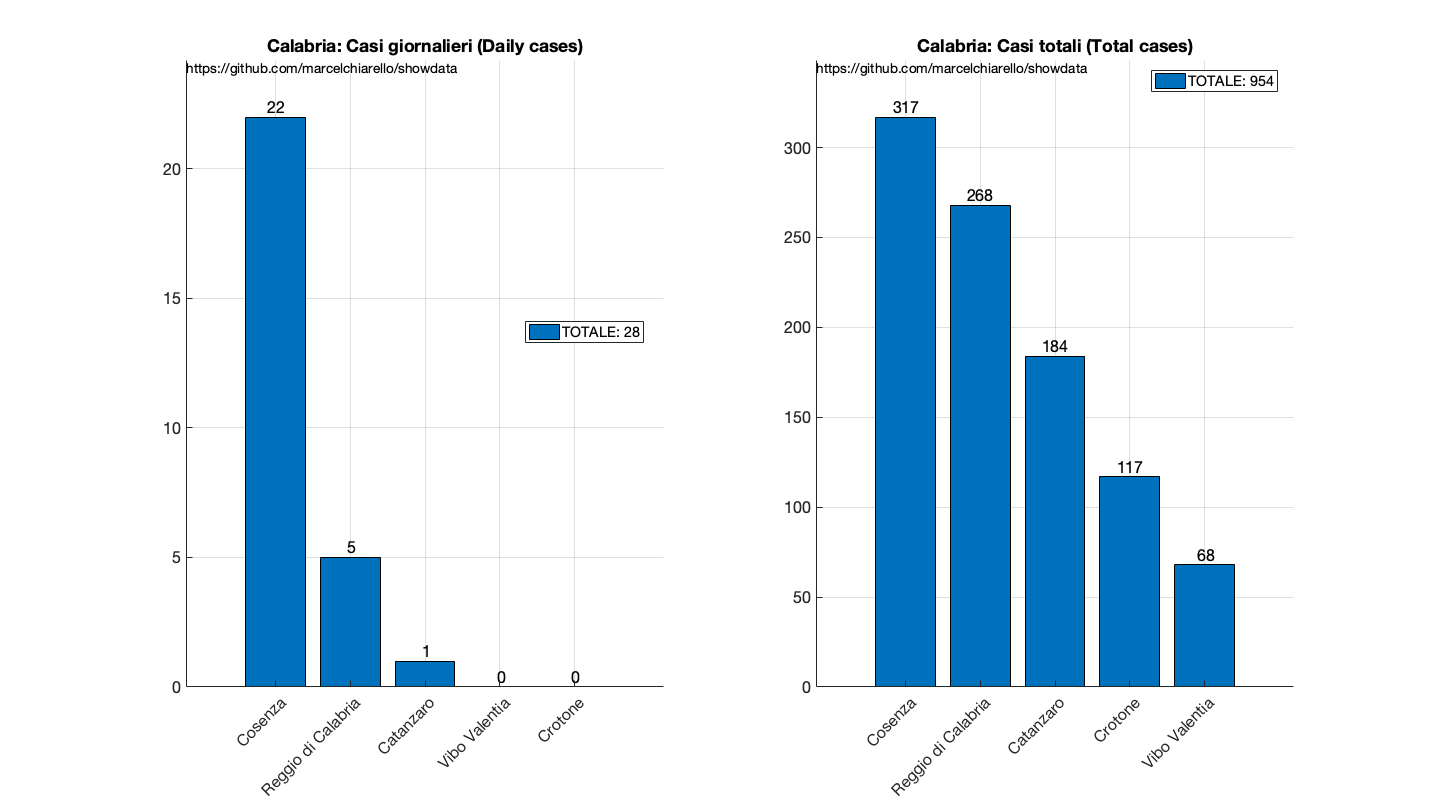 Calabria: Casi giornalieri (Daily cases)
https://github.com/marcelchiarello/showdata
22
20
15
TOTALE: 28
10
5
5
1
0
0
0
Cosenza
Reggio di Calabria
Catanzaro
Vibo Valentia
Crotone
Calabria: Casi totali (Total cases)
https://github.com/marcelchiarello/showdata
TOTALE: 954
317
300
268
250
200
184
150
117
100
68
50
0
Cosenza
Reggio di Calabria
Catanzaro
Crotone
Vibo Valentia